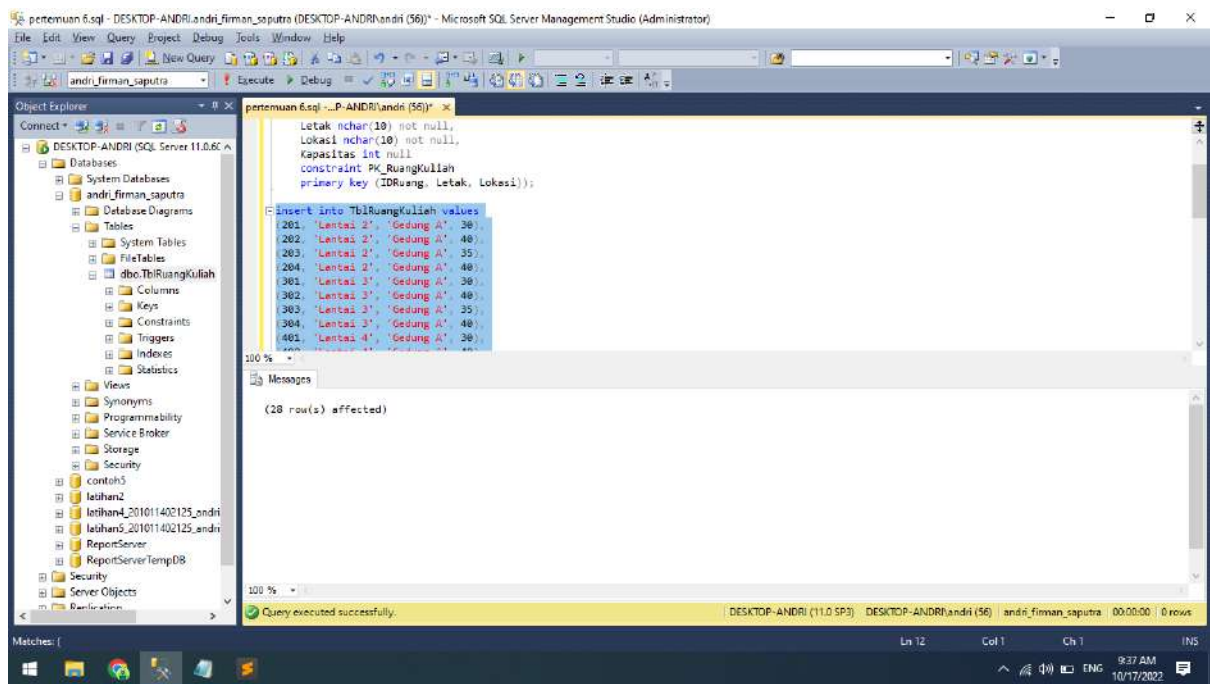 pertemuan 6.sql - DESKTOP-ANDRI.andri_firman_saputra (DESKTOP-ANDRI\andri (56))* - Microsoft SQL Server Management Studio (Administrator)
File Edit View Query Project Debug Tools Window Help
New Query
andri_firman_saputra Execute Debug
Object Explorer
Connect
DESKTOP-ANDRI (SQL Server 11.0.60
Databases
System Databases
andri_firman_saputra
Database Diagrams
Tables
System Tables
FileTables
dbo.TblRuangKuliah
Columns
Keys
Constraints
Triggers
Indexes
Statistics
Views
Synonyms
Programmability
Service Broker
Storage
Security
contoh5
latihan2
latihan4_201011402125_andri
latihan5_201011402125_andri
ReportServer
ReportServerTempDB
Security
Server Objects
Replication
pertemuan 6.sql -...P-ANDRI\andri (56))*
Letak nchar(10) not null,
Lokasi nchar(10) not null,
Kapasitas int null
constraint PK_RuangKuliah
primary key (IDRuang, Letak, Lokasi));
insert into TblRuangKuliah values
(201, 'Lantai 2', 'Gedung A', 30),
(202, 'Lantai 2', 'Gedung A', 40),
(203, 'Lantai 2', 'Gedung A', 35),
(204, 'Lantai 2', 'Gedung A', 40),
(301, 'Lantai 3', 'Gedung A', 30),
(302, 'Lantai 3', 'Gedung A', 40),
(303, 'Lantai 3', 'Gedung A', 35),
(304, 'Lantai 3', 'Gedung A', 40),
(401, 'Lantai 4', 'Gedung A', 30),
100 %
Messages
(28 row(s) affected)
100 %
Query executed successfully. DESKTOP-ANDRI (11.0 SP3) DESKTOP-ANDRI\andri (56) andri_firman_saputra 00:00:00 0 rows
Matches: ( Ln 12 Col 1 Ch 1 INS
ENG 9:37 AM
10/17/2022